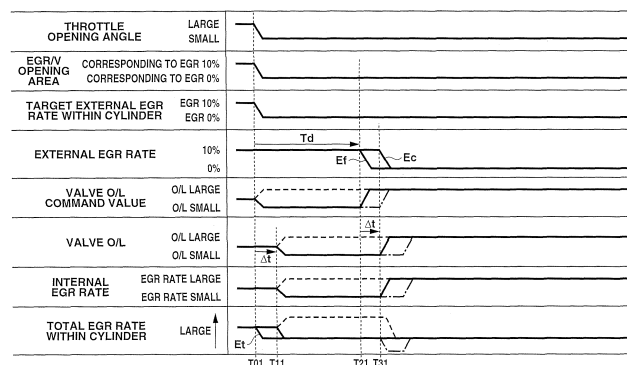 THROTTLE
OPENING ANGLE
LARGE
SMALL
EGR/V
OPENING
AREA
CORRESPONDING TO EGR 10%
CORRESPONDING TO EGR 0%
TARGET EXTERNAL EGR
RATE WITHIN CYLINDER
EGR 10%
EGR 0%
EXTERNAL EGR RATE
10%
0%
Td
Ef
Ec
VALVE O/L
COMMAND VALUE
O/L LARGE
O/L SMALL
VALVE O/L
O/L LARGE
O/L SMALL
Δt
Δt
INTERNAL
EGR RATE
EGR RATE LARGE
EGR RATE SMALL
TOTAL EGR RATE
WITHIN CYLINDER
LARGE
Et
T01 T11 T21 T31